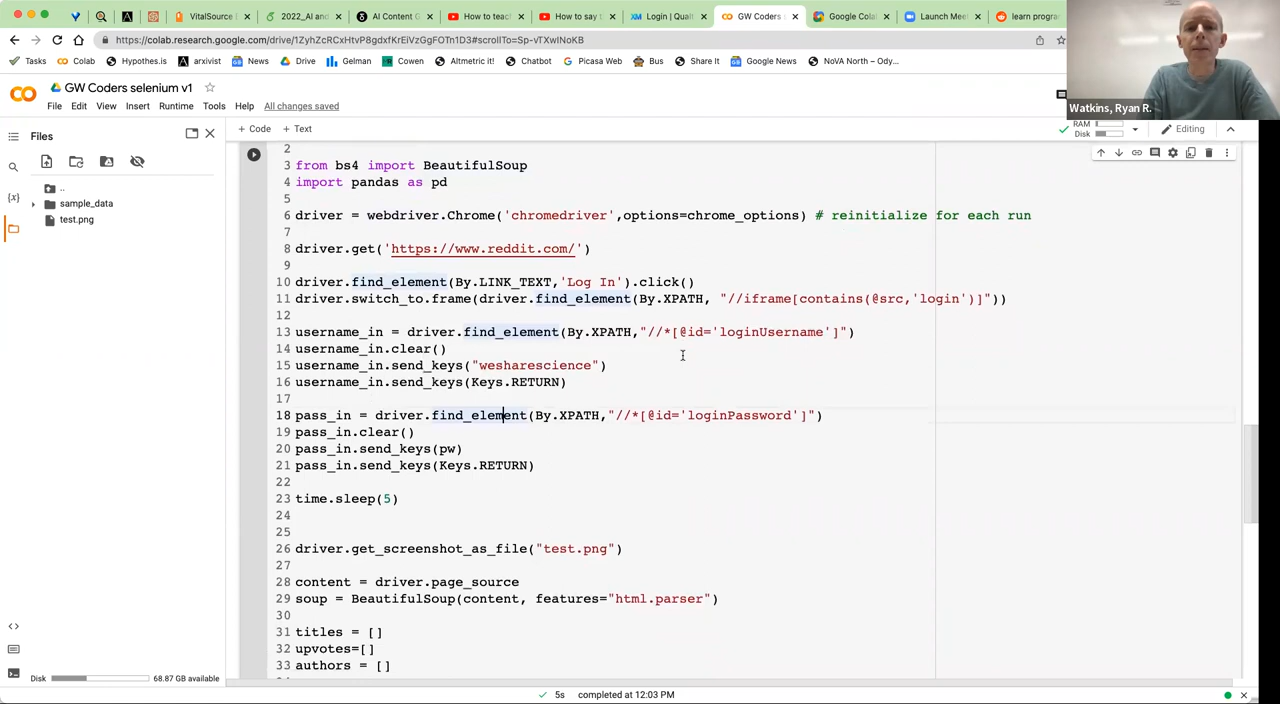 VitalSource
2022_AI and
AI Content G
How to teac
How to say t
Login | Qual
GW Coders
Google Cola
Launch Mee
learn progra
https://colab.research.google.com/drive/1ZyhZcRCxHtvP8gdxfKrEiVzGgFOTn1D3#scrollTo=Sp-vTXwINoKB
Tasks
Colab
Hypothes.is
arxivist
News
Drive
Gelman
Cowen
Altmetric it!
Chatbot
Picasa Web
Bus
Share It
Google News
NoVA North – Ody...
GW Coders selenium v1
File Edit View Insert Runtime Tools Help All changes saved
Watkins, Ryan R.
Files
+ Code + Text
RAM
Disk
Editing
..
sample_data
test.png
2
3 from bs4 import BeautifulSoup
4 import pandas as pd
5
6 driver = webdriver.Chrome('chromedriver',options=chrome_options) # reinitialize for each run
7
8 driver.get('https://www.reddit.com/')
9
10 driver.find_element(By.LINK_TEXT,'Log In').click()
11 driver.switch_to.frame(driver.find_element(By.XPATH, "//iframe[contains(@src,'login')]"))
12
13 username_in = driver.find_element(By.XPATH,"//*[@id='loginUsername']")
14 username_in.clear()
15 username_in.send_keys("wesharescience")
16 username_in.send_keys(Keys.RETURN)
17
18 pass_in = driver.find_element(By.XPATH,"//*[@id='loginPassword']")
19 pass_in.clear()
20 pass_in.send_keys(pw)
21 pass_in.send_keys(Keys.RETURN)
22
23 time.sleep(5)
24
25
26 driver.get_screenshot_as_file("test.png")
27
28 content = driver.page_source
29 soup = BeautifulSoup(content, features="html.parser")
30
31 titles = []
32 upvotes=[]
33 authors = []
Disk 68.87 GB available
5s completed at 12:03 PM